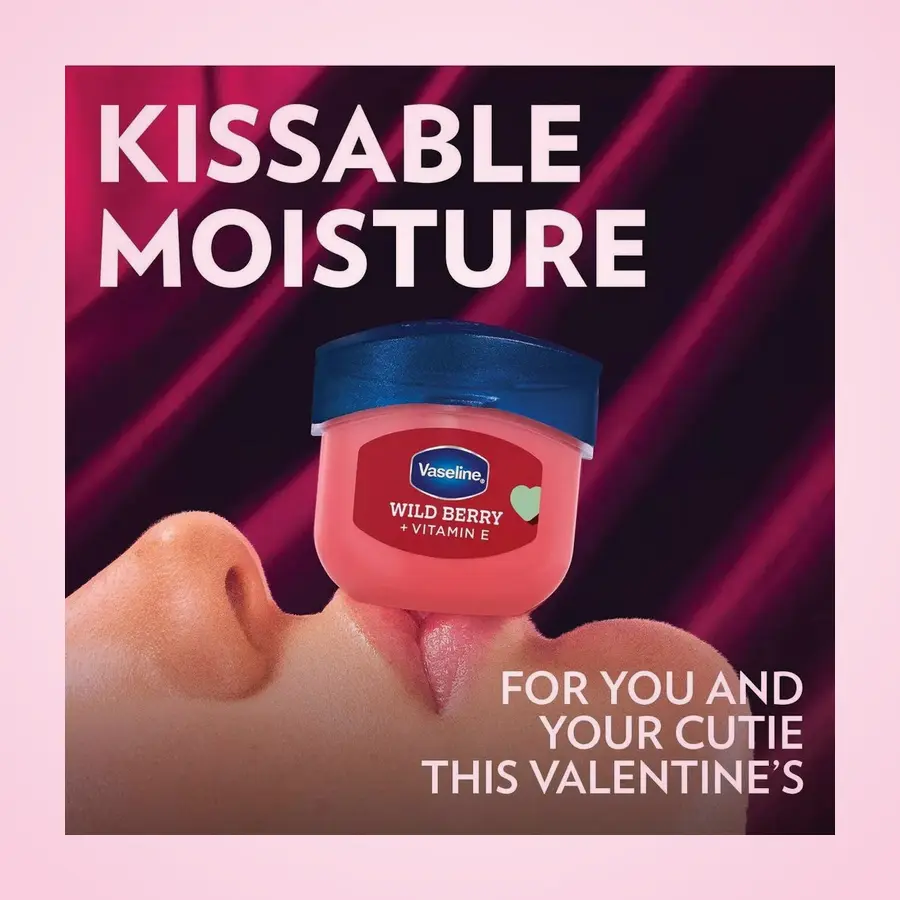 KISSABLE
MOISTURE
Vaseline®
WILD BERRY
+ VITAMIN E
FOR YOU AND
YOUR CUTIE
THIS VALENTINE’S